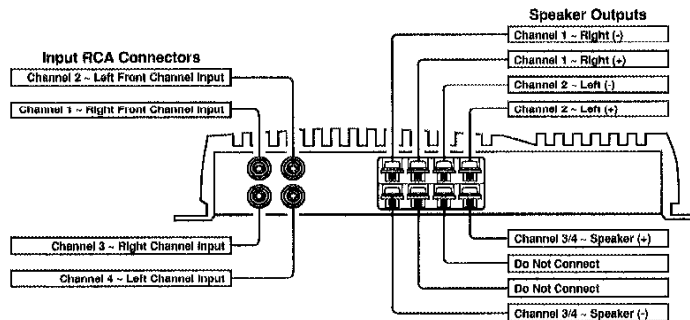 Speaker Outputs
Channel 1 ~ Right (-)
Channel 1 ~ Right (+)
Channel 2 ~ Left (-)
Channel 2 ~ Left (+)
Input RCA Connectors
Channel 2 ~ Left Front Channel Input
Channel 1 ~ Right Front Channel Input
Channel 3 ~ Right Channel Input
Channel 4 ~ Left Channel Input
Channel 3/4 ~ Speaker (+)
Do Not Connect
Do Not Connect
Channel 3/4 ~ Speaker (-)